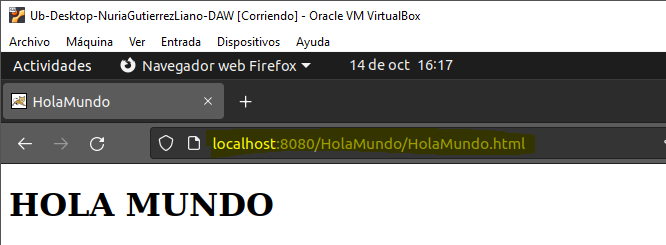 Ub-Desktop-NuriaGutierrezLiano-DAW [Corriendo] - Oracle VM VirtualBox
Archivo Máquina Ver Entrada Dispositivos Ayuda
Actividades Navegador web Firefox 14 de oct 16:17
HolaMundo
localhost:8080/HolaMundo/HolaMundo.html
HOLA MUNDO